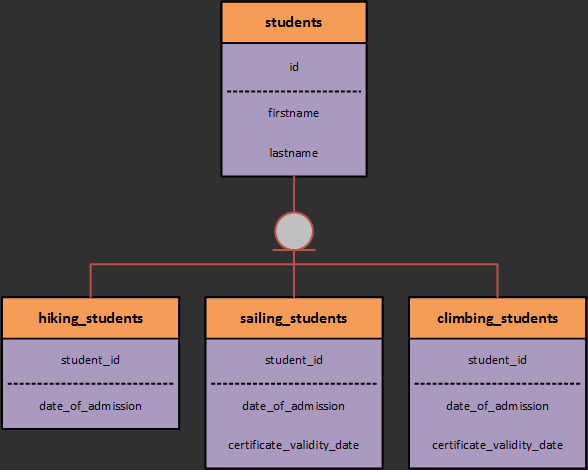 students
id
firstname
lastname
hiking_students
student_id
date_of_admission
sailing_students
student_id
date_of_admission
certificate_validity_date
climbing_students
student_id
date_of_admission
certificate_validity_date